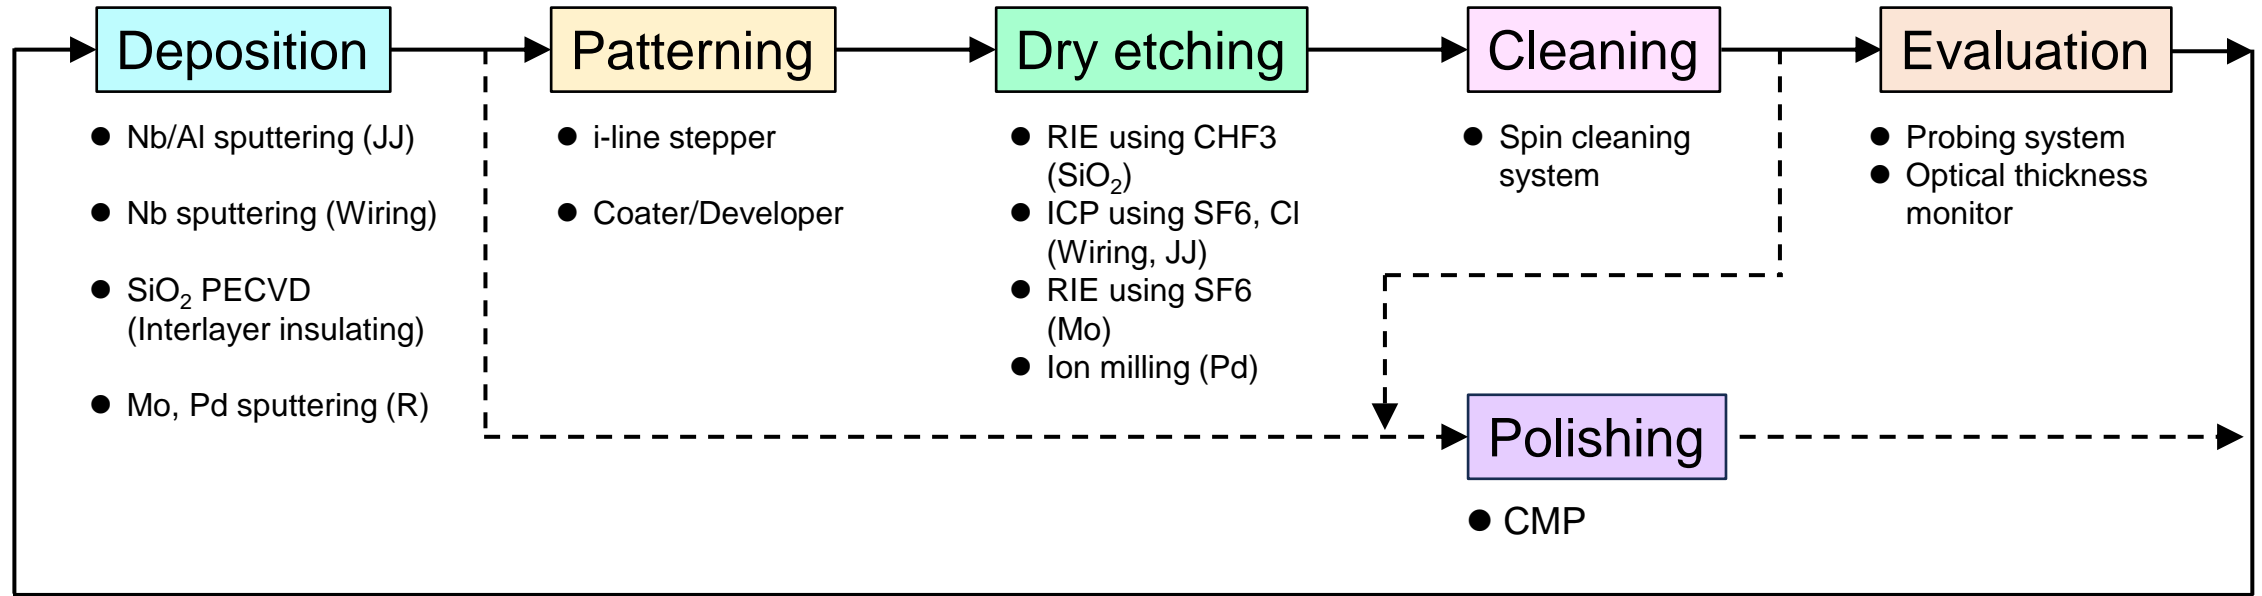 Deposition
Patterning
Dry etching
Cleaning
Evaluation
● Nb/Al sputtering (JJ)
● Nb sputtering (Wiring)
● SiO₂ PECVD
(Interlayer insulating)
● Mo, Pd sputtering (R)
● i-line stepper
● Coater/Developer
● RIE using CHF3
(SiO₂)
● ICP using SF6, Cl
(Wiring, JJ)
● RIE using SF6
(Mo)
● Ion milling (Pd)
● Spin cleaning
system
● Probing system
● Optical thickness
monitor
Polishing
● CMP